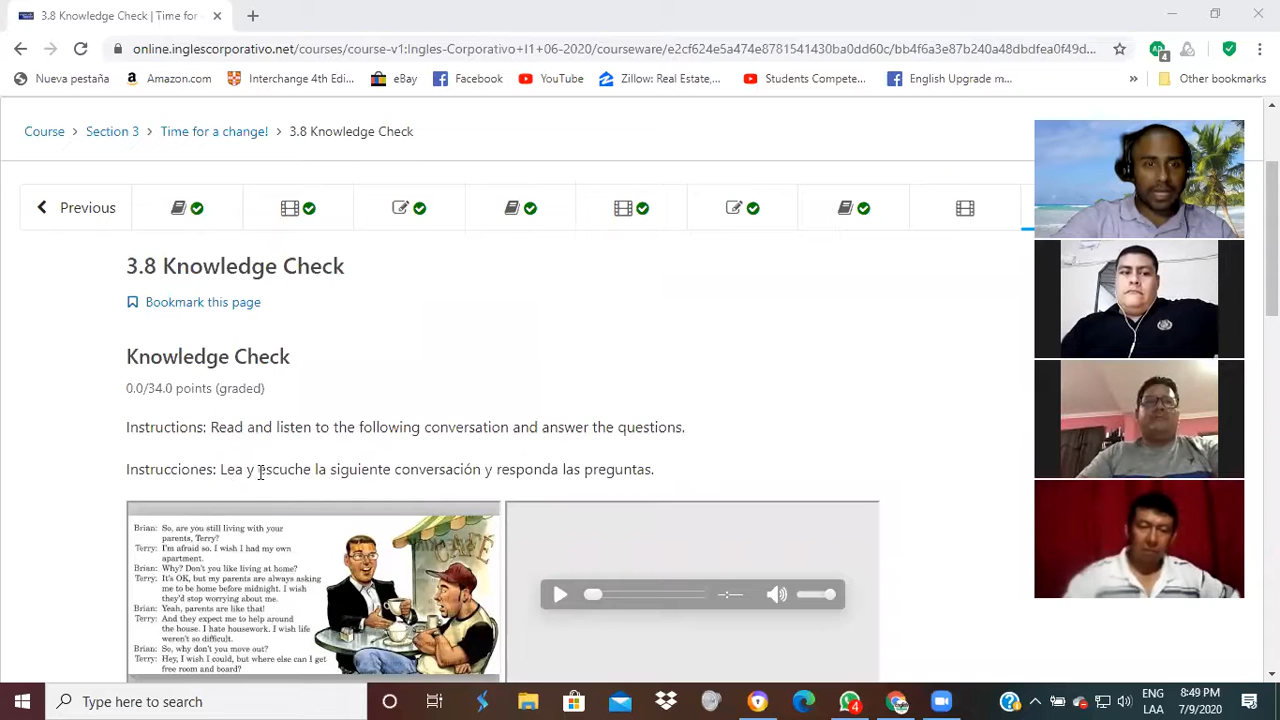 3.8 Knowledge Check | Time for
online.inglescorporativo.net/courses/course-v1:Ingles-Corporativo+I1+06-2020/courseware/e2cf624e5a474e8781541430ba0dd60c/bb4f6a3e87b240a48dbdfea0f49d...
4
Nueva pestaña
Amazon.com
Interchange 4th Edi...
eBay
Facebook
YouTube
Zillow: Real Estate,...
Students Compete...
English Upgrade m...
»
Other bookmarks
Course > Section 3 > Time for a change! > 3.8 Knowledge Check
Previous
3.8 Knowledge Check
Bookmark this page
Knowledge Check
0.0/34.0 points (graded)
Instructions: Read and listen to the following conversation and answer the questions.
Instrucciones: Lea y escuche la siguiente conversación y responda las preguntas.
Brian: So, are you still living with your
parents, Terry?
Terry: I'm afraid so. I wish I had my own
apartment.
Brian: Why? Don't you like living at home?
Terry: It's OK, but my parents are always asking
me to be home before midnight. I wish
they'd stop worrying about me.
Brian: Yeah, parents are like that!
Terry: And they expect me to help around
the house. I hate housework. I wish life
weren't so difficult.
Brian: So, why don't you move out?
Terry: Hey, I wish I could, but where else can I get
free room and board?
-:--
Type here to search
4
ENG
LAA
8:49 PM
7/9/2020